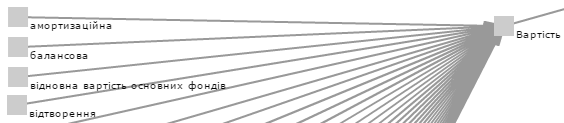 амортизаційна
Вартість
балансова
відновна вартість основних фондів
відтворення